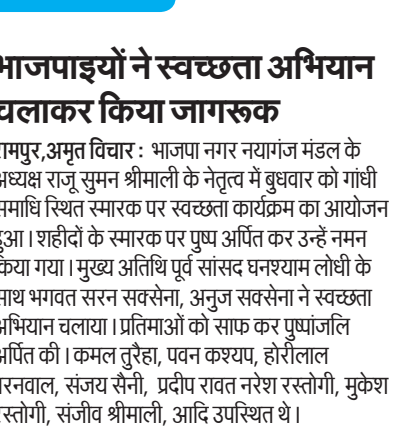 भाजपाइयों ने स्वच्छता अभियान
चलाकर किया जागरूक
रामपुर,अमृत विचार : भाजपा नगर नयागंज मंडल के
अध्यक्ष राजू सुमन श्रीमाली के नेतृत्व में बुधवार को गांधी
समाधि स्थित स्मारक पर स्वच्छता कार्यक्रम का आयोजन
हुआ। शहीदों के स्मारक पर पुष्प अर्पित कर उन्हें नमन
किया गया। मुख्य अतिथि पूर्व सांसद घनश्याम लोधी के
साथ भगवत सरन सक्सेना, अनुज सक्सेना ने स्वच्छता
अभियान चलाया। प्रतिमाओं को साफ कर पुष्पांजलि
अर्पित की। कमल तुरैहा, पवन कश्यप, होरीलाल
संजय सैनी, प्रदीप रावत नरेश रस्तोगी, मुकेश
रस्तोगी, संजीव श्रीमाली, आदि उपस्थित थे।